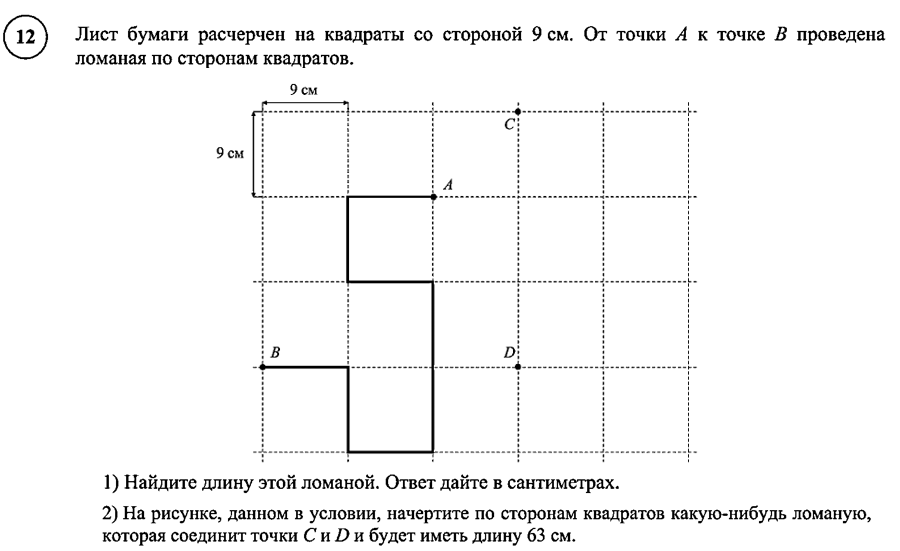 12
Лист бумаги расчерчен на квадраты со стороной 9 см. От точки A к точке B проведена
ломаная по сторонам квадратов.
9 см
C
9 см
A
B
D
1) Найдите длину этой ломаной. Ответ дайте в сантиметрах.
2) На рисунке, данном в условии, начертите по сторонам квадратов какую-нибудь ломаную,
которая соединит точки C и D и будет иметь длину 63 см.